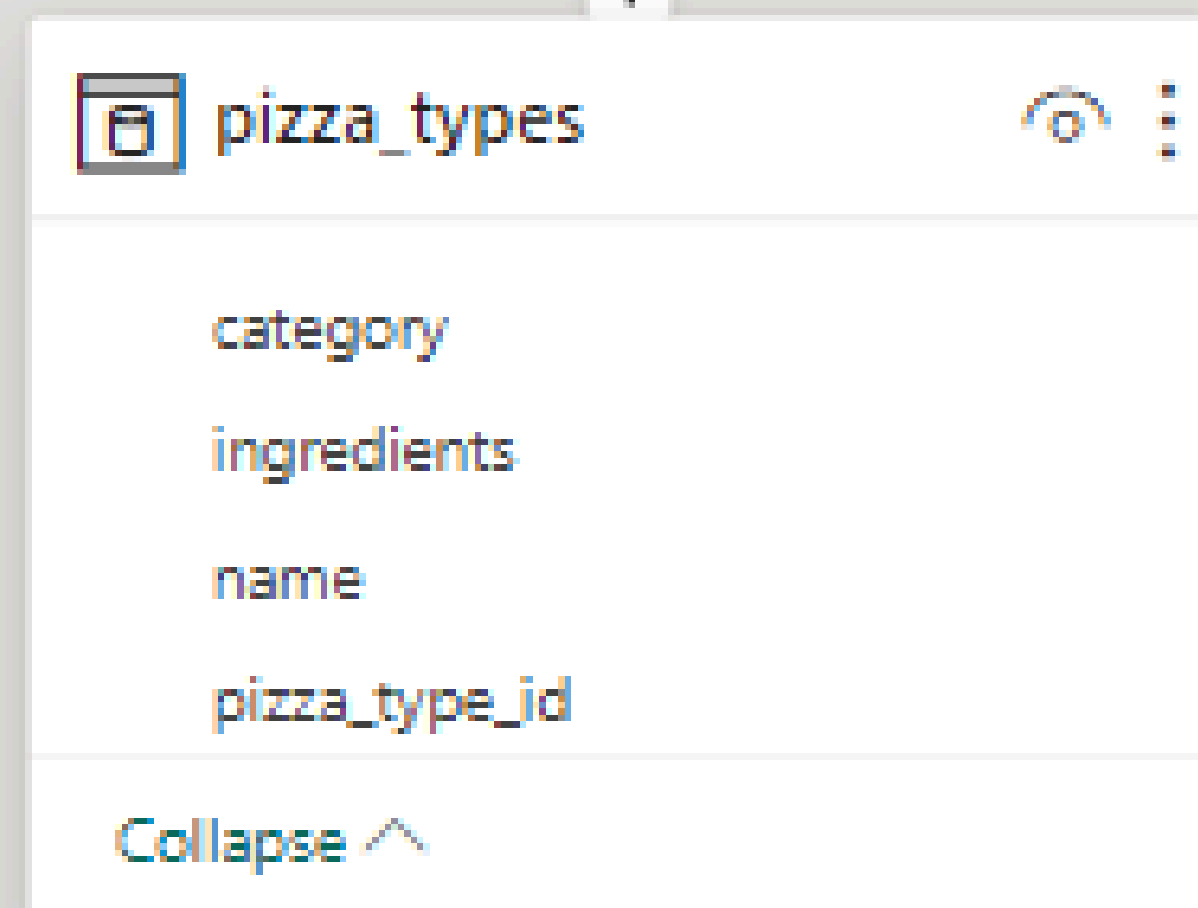 pizza_types
category
ingredients
name
pizza_type_id
Collapse